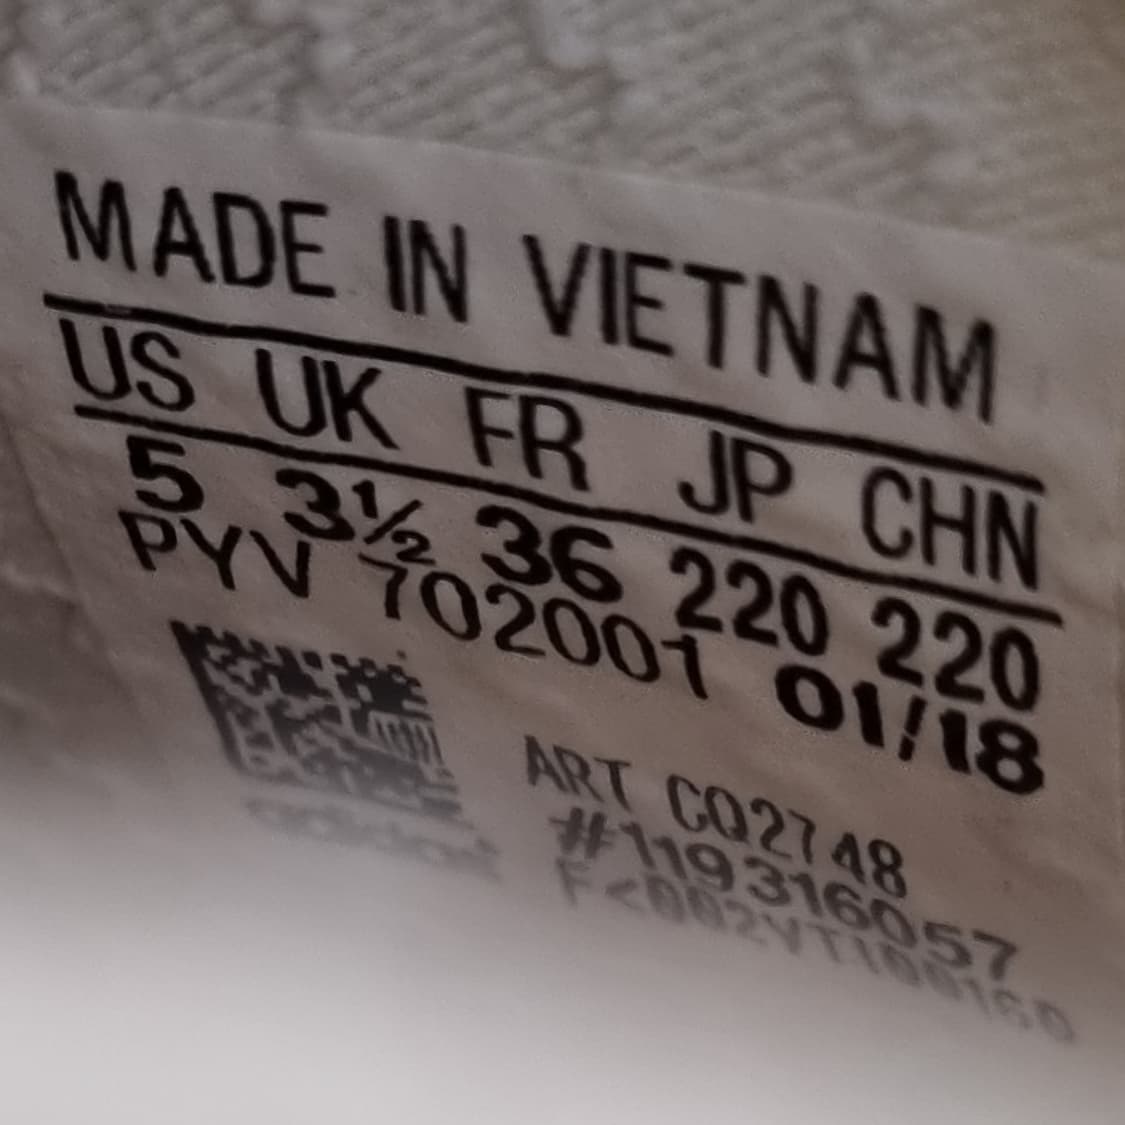 MADE IN VIETNAM
US UK FR JP CHN
5 3½ 36 220 220
PYV 702001 01/18
ART CQ2748
#119316057